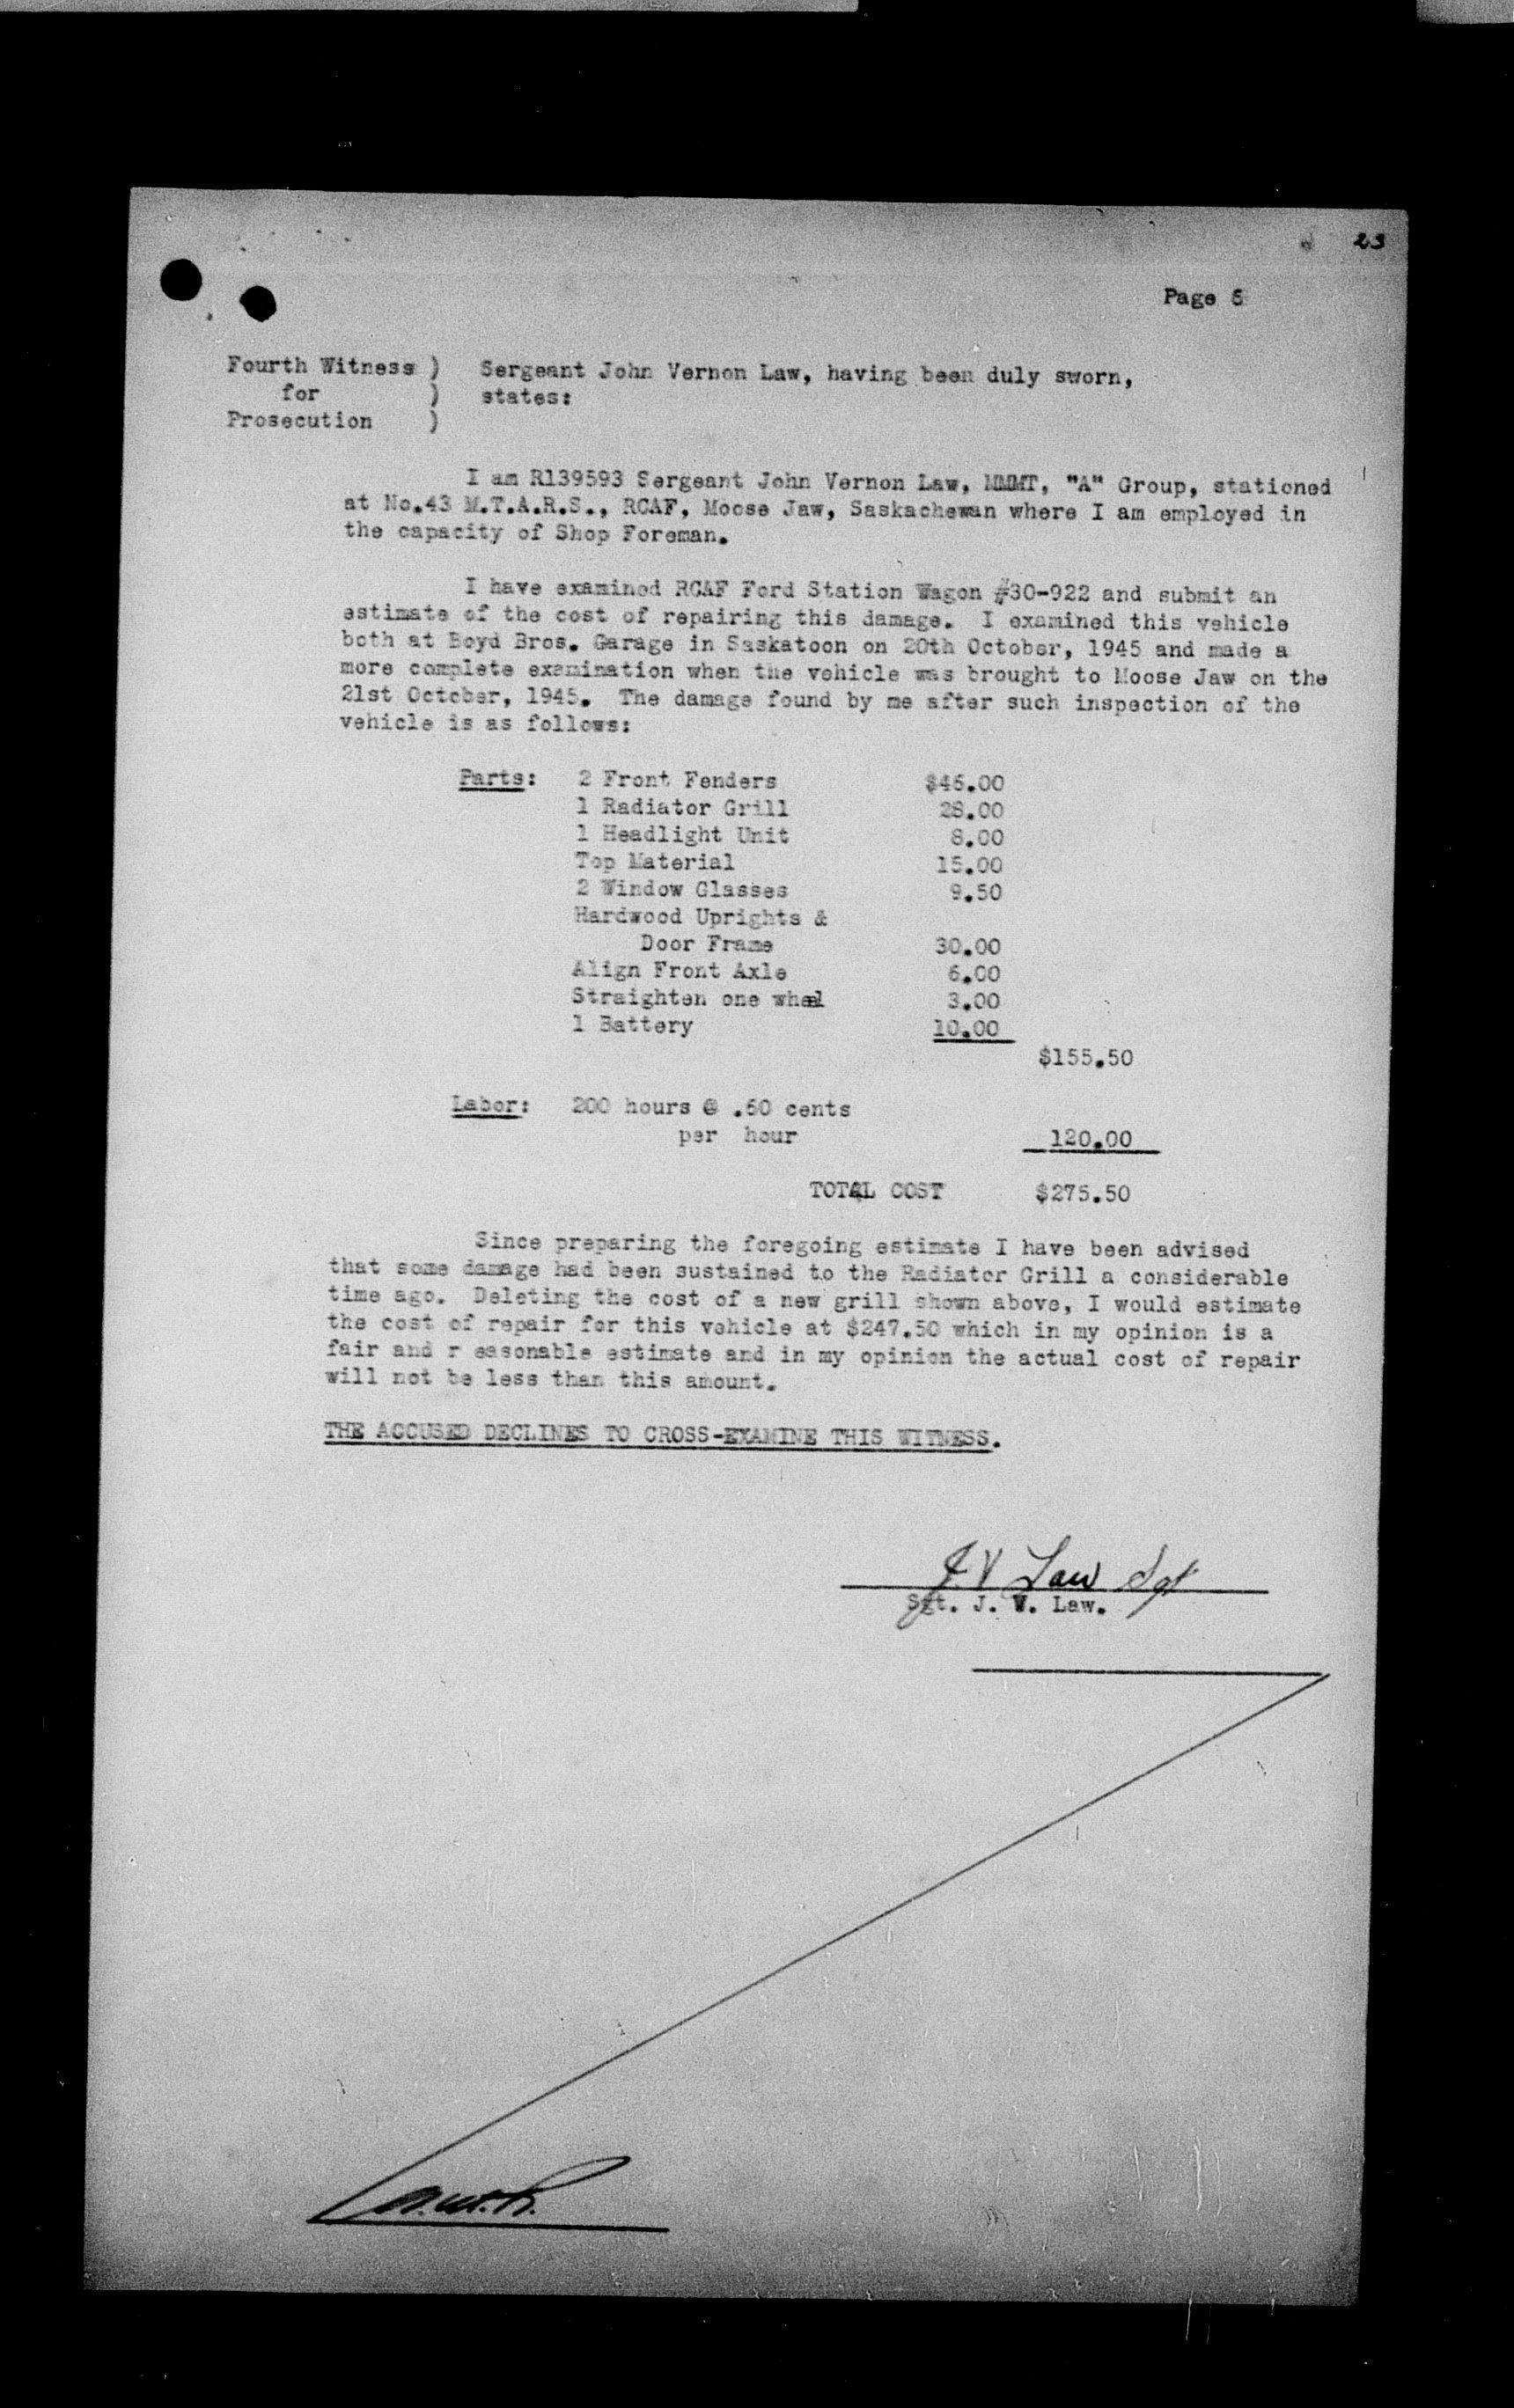 23
Page 5
Fourth Witness ) Sergeant John Vernon Law, having been duly sworn,
for ) states:
Prosecution )
I am R139593 Sergeant John Vernon Law, MMMT, "A" Group, stationed
at No.43 M.T.A.R.S., RCAF, Moose Jaw, Saskachewan where I am employed in
the capacity of Shop Foreman.
I have examined RCAF Ford Station Wagon #30-922 and submit an
estimate of the cost of repairing this damage. I examined this vehicle
both at Boyd Bros. Garage in Saskatoon on 20th October, 1945 and made a
more complete examination when the vehicle was brought to Moose Jaw on the
21st October, 1945. The damage found by me after such inspection of the
vehicle is as follows:
Parts: 2 Front Fenders $46.00
1 Radiator Grill 28.00
1 Headlight Unit 8.00
Top Material 15.00
2 Window Glasses 9.50
Hardwood Uprights &
Door Frame 30.00
Align Front Axle 6.00
Straighten one wheel 3.00
1 Battery 10.00
$155.50
Labor: 200 hours @ .60 cents
per hour 120.00
TOTAL COST $275.50
Since preparing the foregoing estimate I have been advised
that some damage had been sustained to the Radiator Grill a considerable
time ago. Deleting the cost of a new grill shown above, I would estimate
the cost of repair for this vehicle at $247.50 which in my opinion is a
fair and r easonable estimate and in my opinion the actual cost of repair
will not be less than this amount.
THE ACCUSED DECLINES TO CROSS-EXAMINE THIS WITNESS.
J.V Law Sgt
Sgt. J. V. Law.